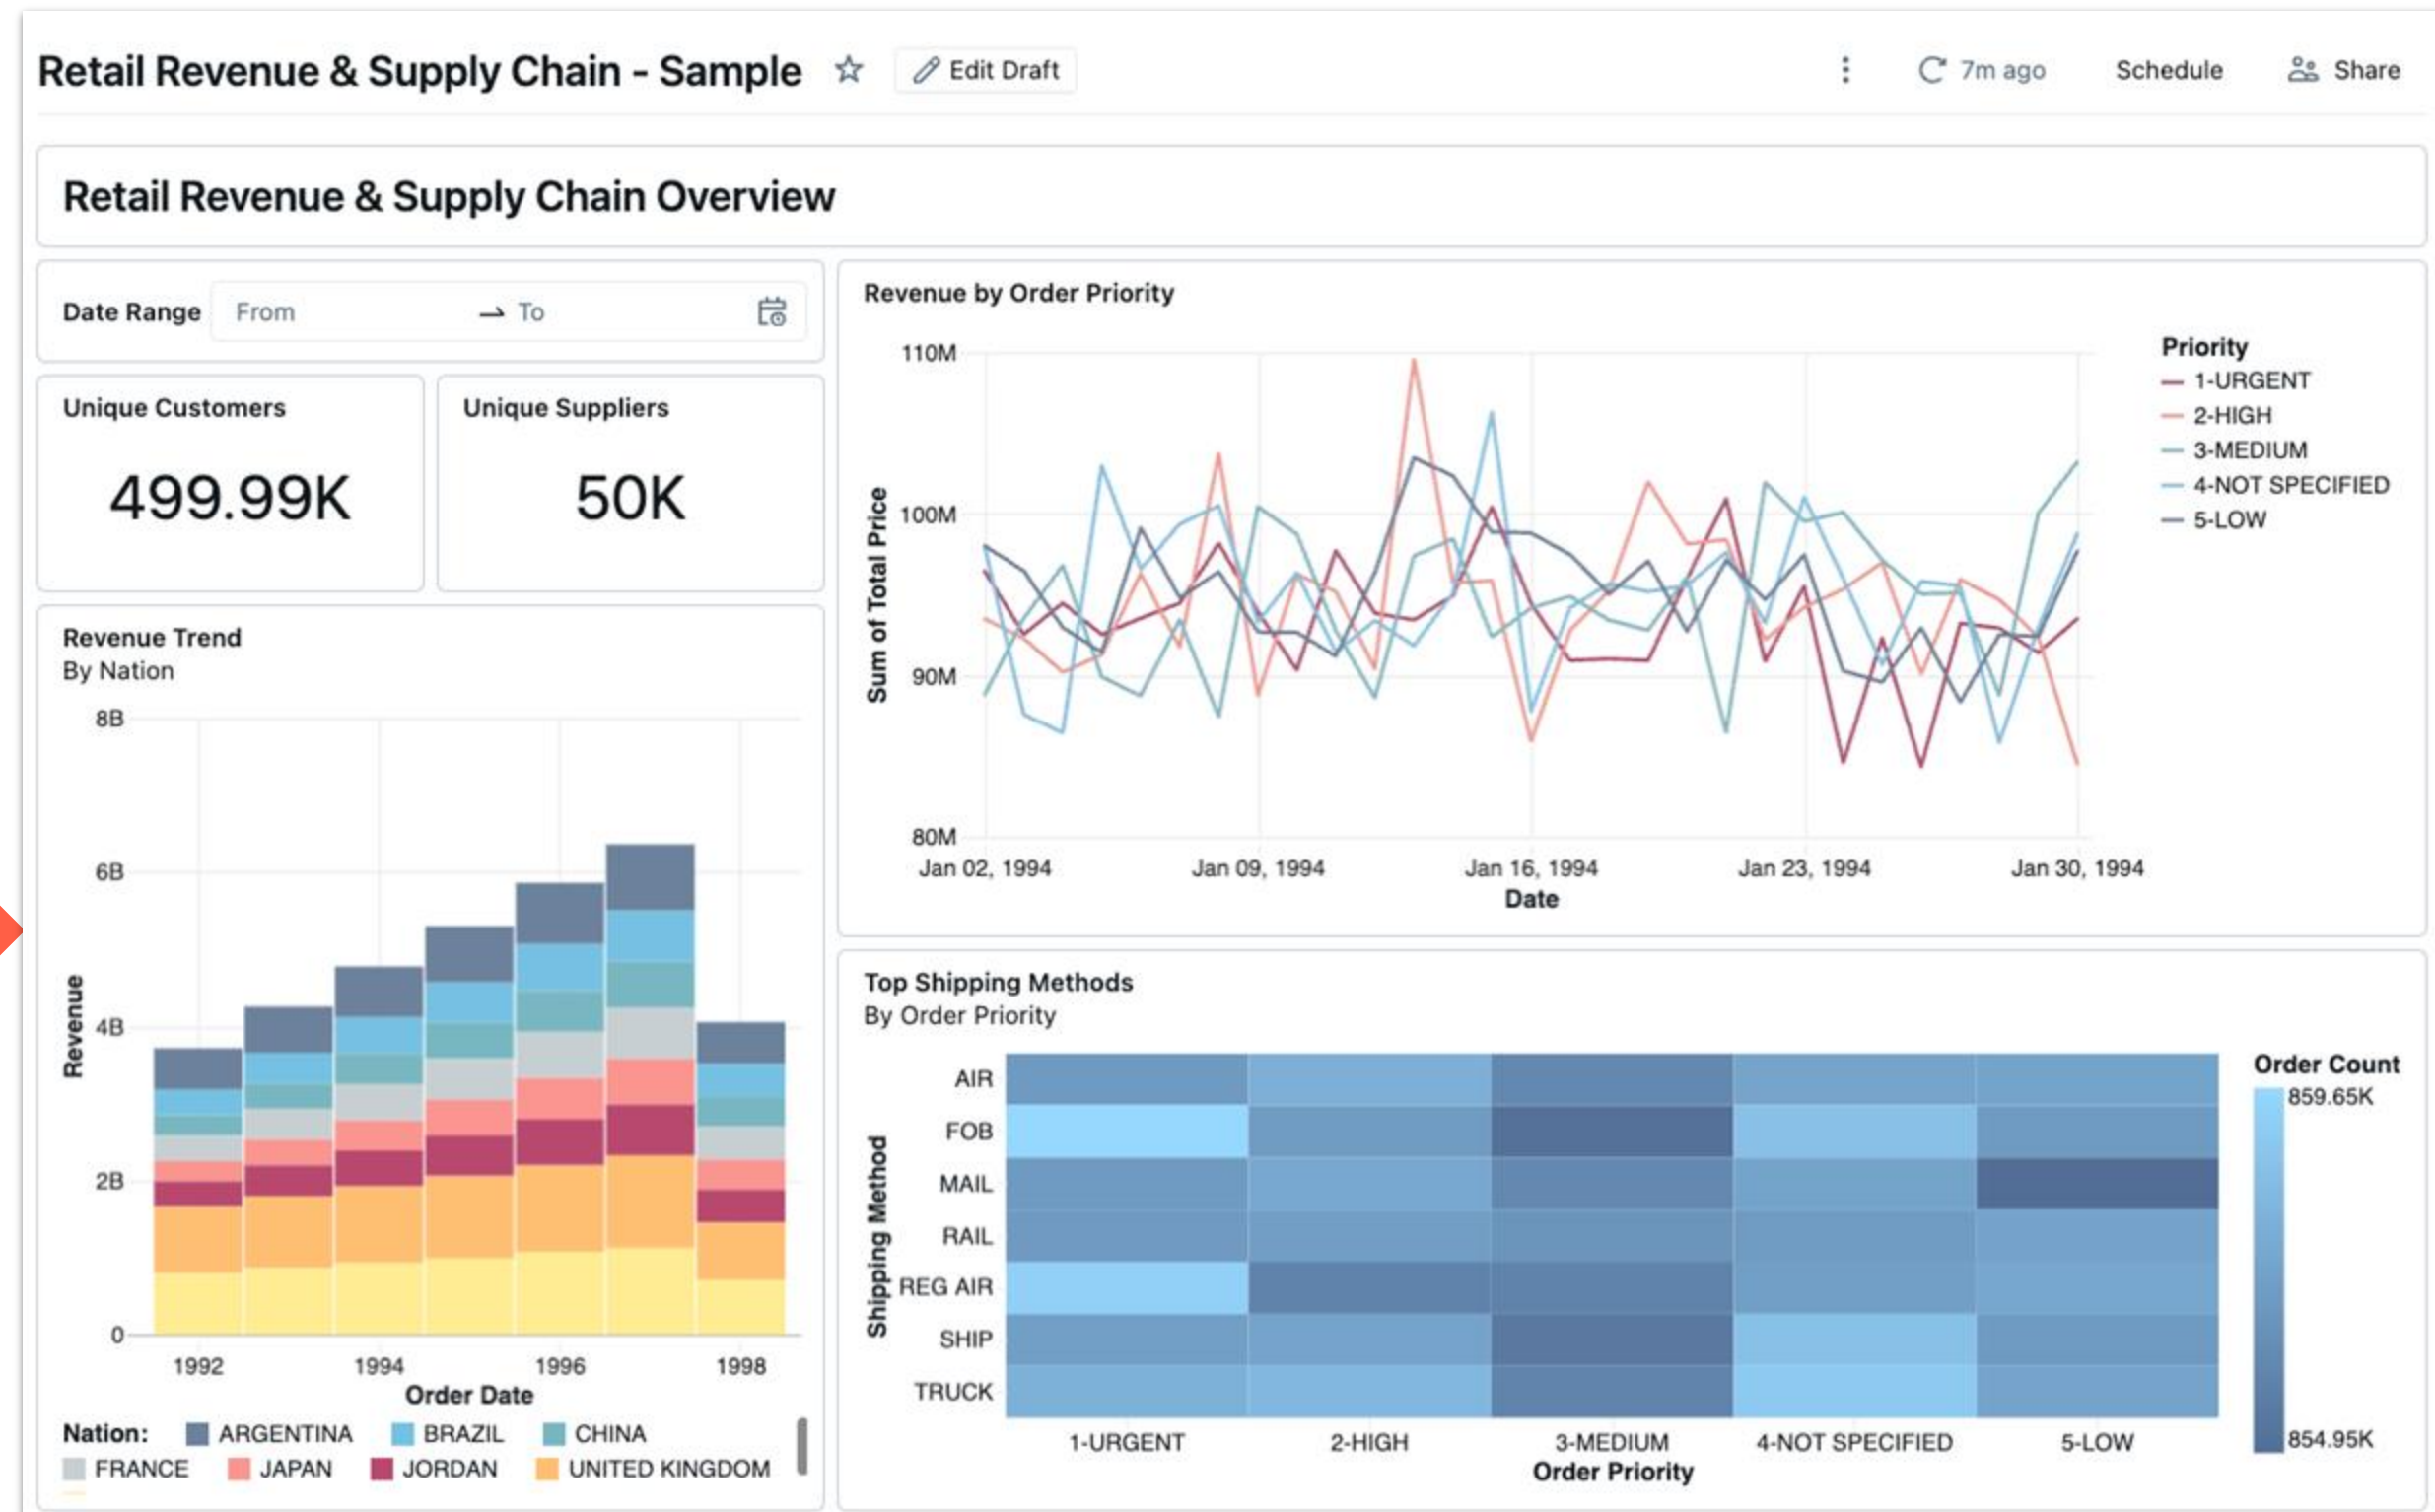 Retail Revenue & Supply Chain - Sample
Edit Draft
7m ago
Schedule
Share
Retail Revenue & Supply Chain Overview
Date Range
From
To
Unique Customers
499.99K
Unique Suppliers
50K
Revenue Trend
By Nation
Revenue
8B
6B
4B
2B
0
1992
1994
1996
1998
Order Date
Nation:
ARGENTINA
BRAZIL
CHINA
FRANCE
JAPAN
JORDAN
UNITED KINGDOM
Revenue by Order Priority
Sum of Total Price
110M
100M
90M
80M
Jan 02, 1994
Jan 09, 1994
Jan 16, 1994
Jan 23, 1994
Jan 30, 1994
Date
Priority
1-URGENT
2-HIGH
3-MEDIUM
4-NOT SPECIFIED
5-LOW
Top Shipping Methods
By Order Priority
Shipping Method
AIR
FOB
MAIL
RAIL
REG AIR
SHIP
TRUCK
1-URGENT
2-HIGH
3-MEDIUM
4-NOT SPECIFIED
5-LOW
Order Priority
Order Count
859.65K
854.95K